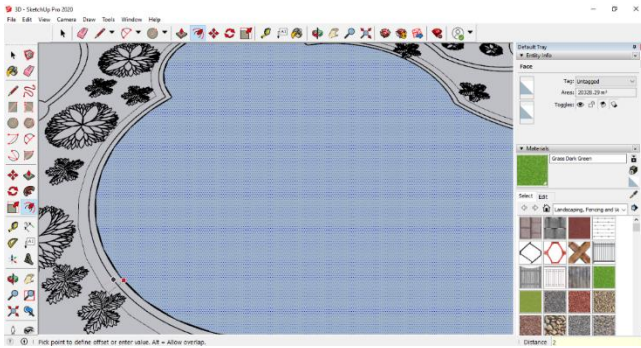 3D - SketchUp Pro 2020
File Edit View Camera Draw Tools Window Help
Default Tray
Entity Info
Face
Tag: Untagged
Area: 20328.29 m²
Toggles:
Materials
Grass Dark Green
Select Edit
Landscaping, Fencing and
Pick point to define offset or enter value. Alt = Allow overlap.
Distance 2